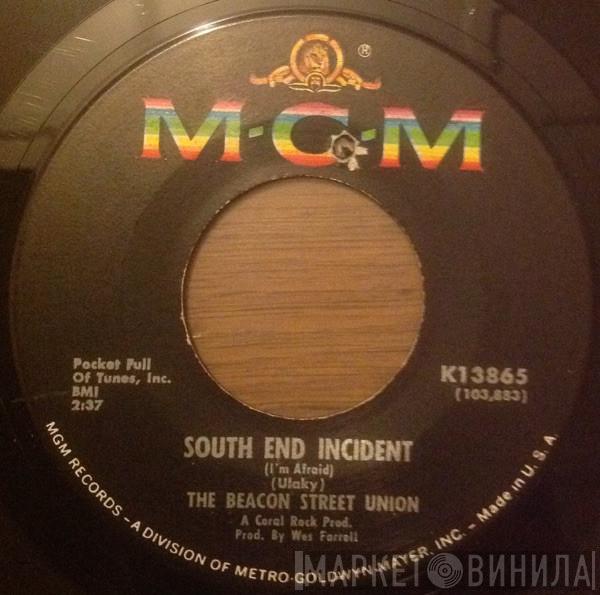 ®
M-G-M
Pocket Full
Of Tunes, Inc.
BMI
2:37
K13865
(103,883)
SOUTH END INCIDENT
(I'm Afraid)
(Ulaky)
THE BEACON STREET UNION
A Coral Rock Prod.
Prod. By Wes Farrell
MGM RECORDS – A DIVISION OF METRO-GOLDWYN-MAYER, INC. – Made in U. S. A
МАРКЕТ ВИНИЛА